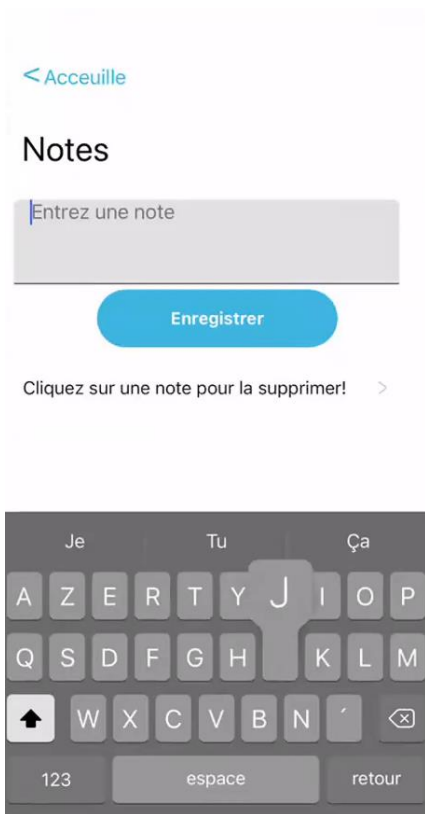 < Acceuille
Notes
Entrez une note
Enregistrer
Cliquez sur une note pour la supprimer! >
Je Tu Ça
A Z E R T Y J I O P
Q S D F G H K L M
W X C V B N ´
123 espace retour